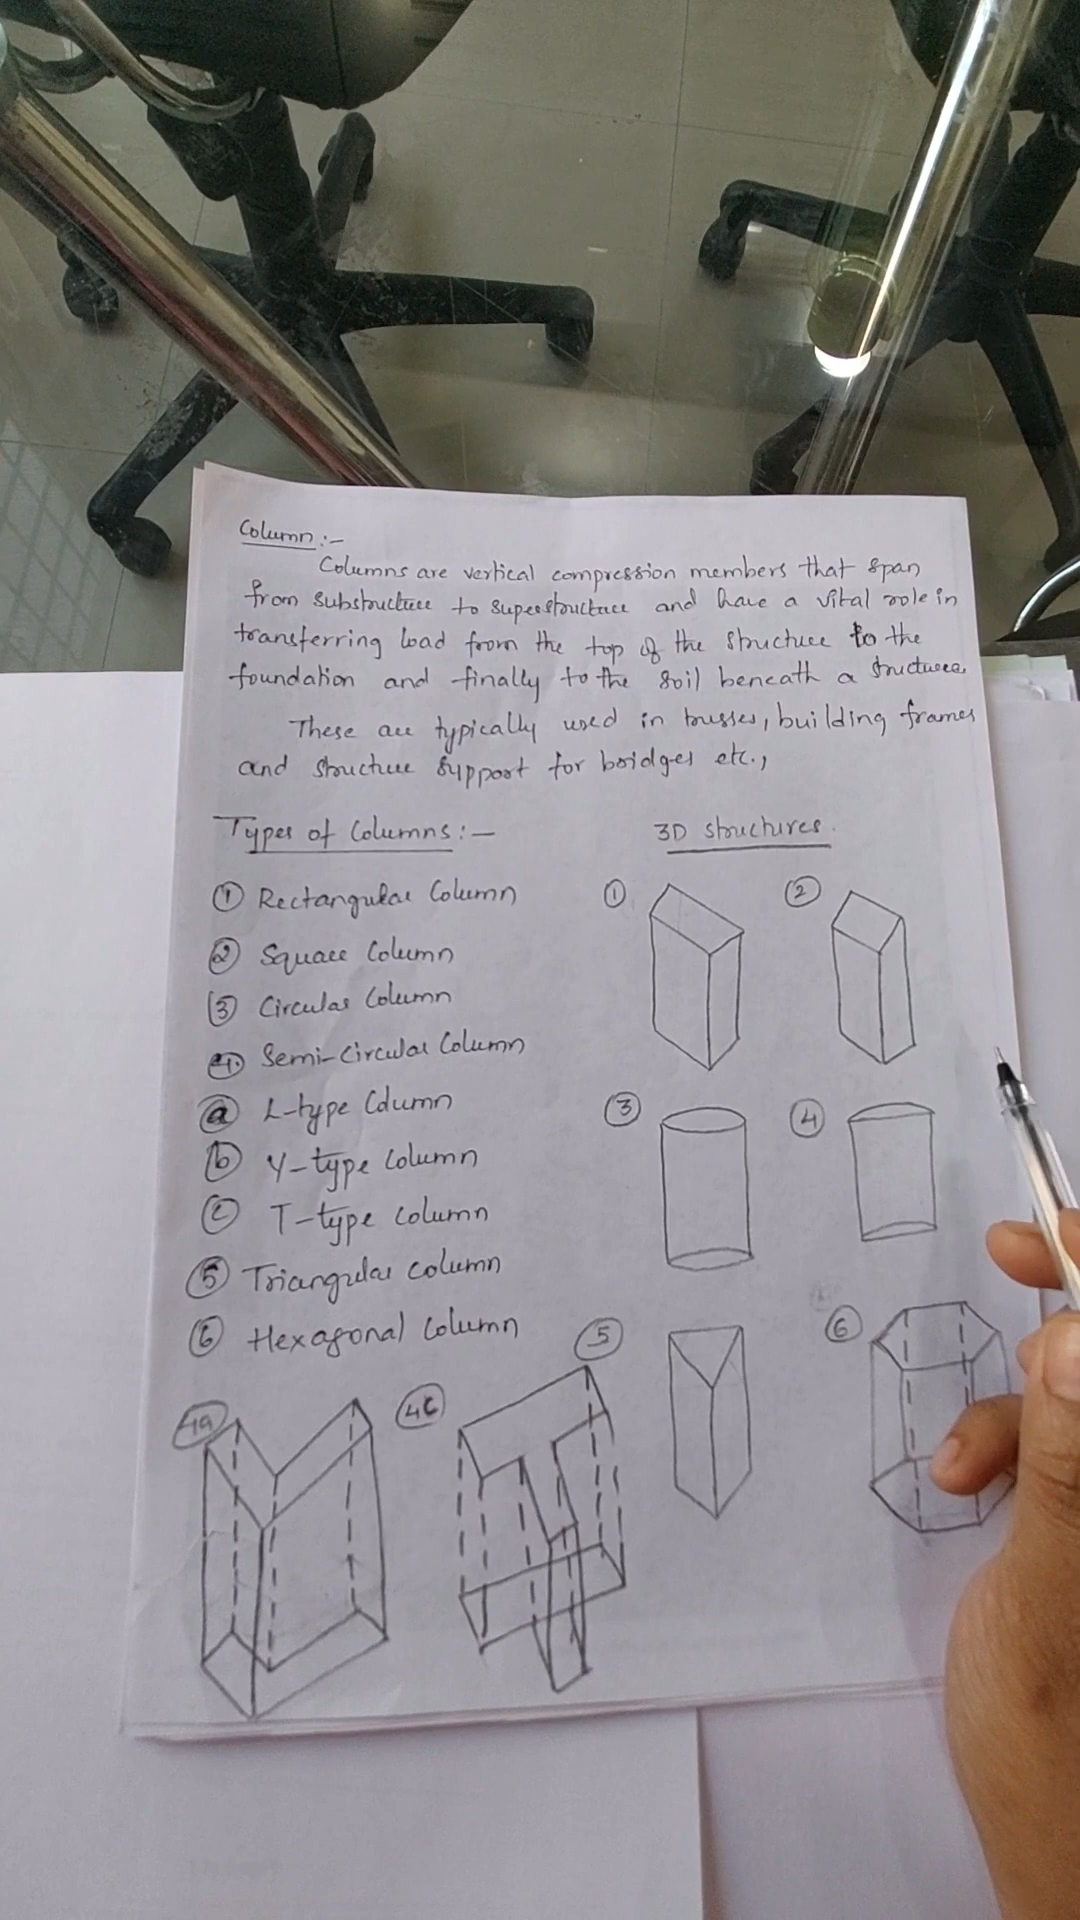 Column:-
Columns are vertical compression members that span
from substructure to superstructure and have a vital role in
transferring load from the top of the structure to the
foundation and finally to the soil beneath a structure.
These are typically used in trusses, building frames
and structure support for bridges etc.,
Types of Columns:-
① Rectangular Column
② Square Column
③ Circular Column
④ Semi-Circular Column
ⓐ L-type Column
ⓑ Y-type Column
ⓒ T-type Column
⑤ Triangular Column
⑥ Hexagonal Column
3D structures.
① ②
③ ④
⑤ ⑥
4a 4c